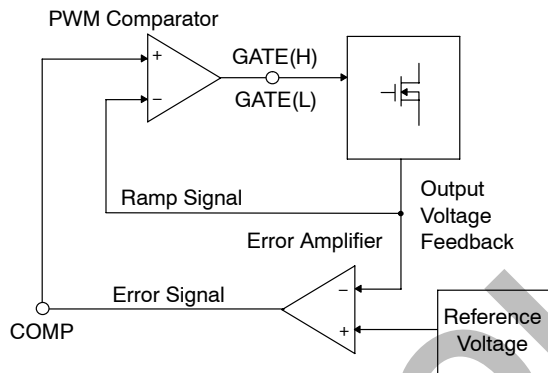 PWM Comparator
+
−
GATE(H)
GATE(L)
Ramp Signal
Output
Voltage
Feedback
Error Amplifier
−
+
Error Signal
COMP
Reference
Voltage